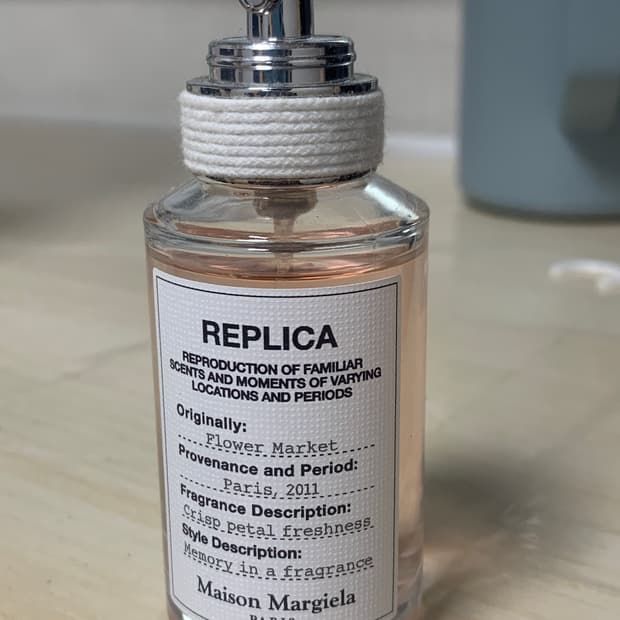 REPLICA
REPRODUCTION OF FAMILIAR
SCENTS AND MOMENTS OF VARYING
LOCATIONS AND PERIODS
Originally:
Flower Market
Provenance and Period:
Paris, 2011
Fragrance Description:
Crisp petal freshness
Style Description:
Memory in a fragrance
Maison Margiela
PARIS